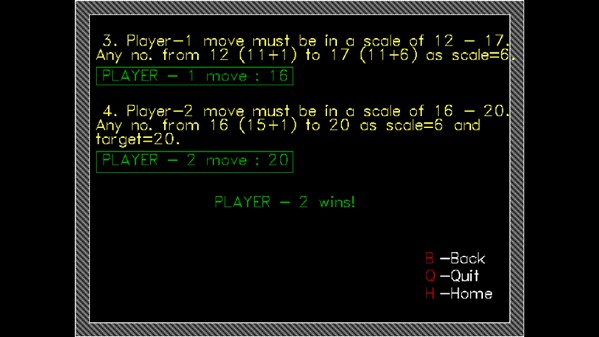 3. Player-1 move must be in a scale of 12 - 17.
Any no. from 12 (11+1) to 17 (11+6) as scale=6.
PLAYER - 1 move : 16
4. Player-2 move must be in a scale of 16 - 20.
Any no. from 16 (15+1) to 20 as scale=6 and
target=20.
PLAYER - 2 move : 20
PLAYER - 2 wins!
B -Back
Q -Quit
H -Home